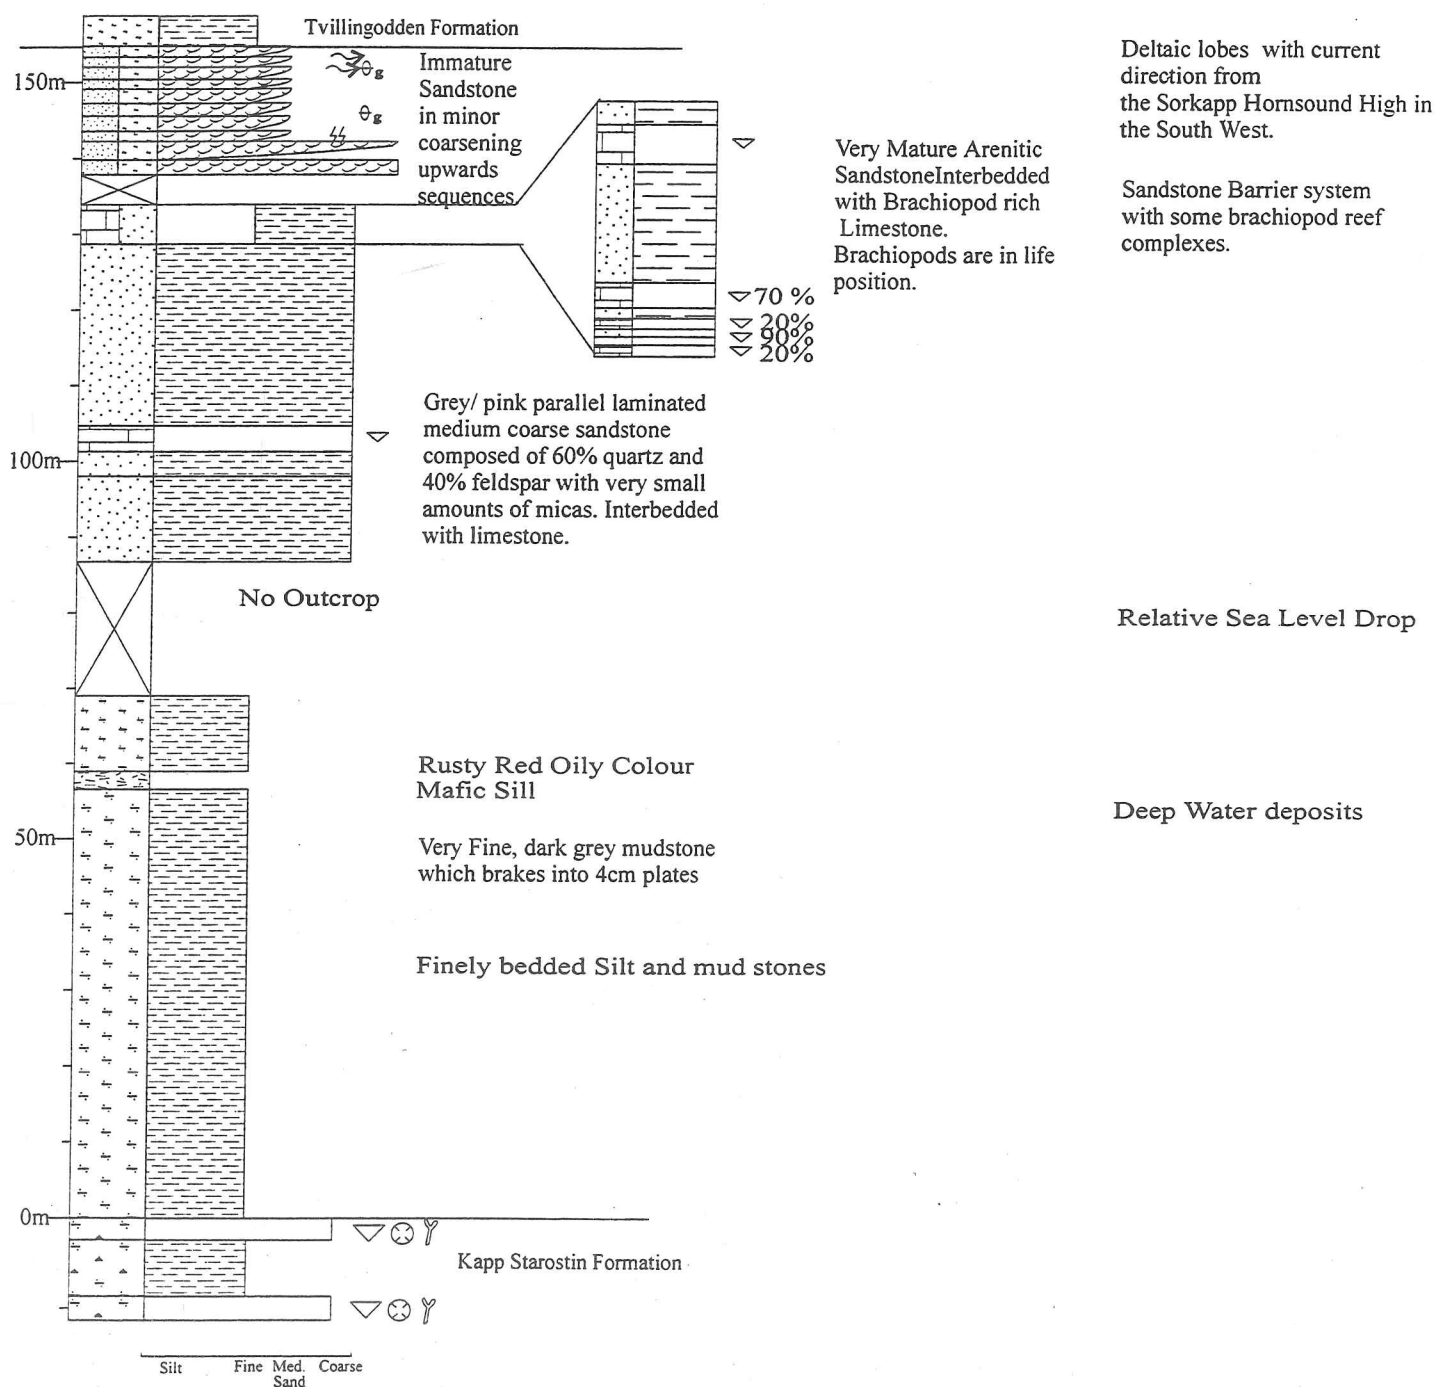 Tvillingodden Formation
150m
g
g
Immature
Sandstone
in minor
coarsening
upwards
sequences
Very Mature Arenitic
SandstoneInterbedded
with Brachiopod rich
Limestone.
Brachiopods are in life
position.
70 %
20%
90%
20%
Deltaic lobes with current
direction from
the Sorkapp Hornsound High in
the South West.
Sandstone Barrier system
with some brachiopod reef
complexes.
100m
Grey/ pink parallel laminated
medium coarse sandstone
composed of 60% quartz and
40% feldspar with very small
amounts of micas. Interbedded
with limestone.
No Outcrop
Relative Sea Level Drop
Rusty Red Oily Colour
Mafic Sill
Deep Water deposits
50m
Very Fine, dark grey mudstone
which brakes into 4cm plates
Finely bedded Silt and mud stones
0m
Kapp Starostin Formation
Silt Fine Med. Coarse
Sand